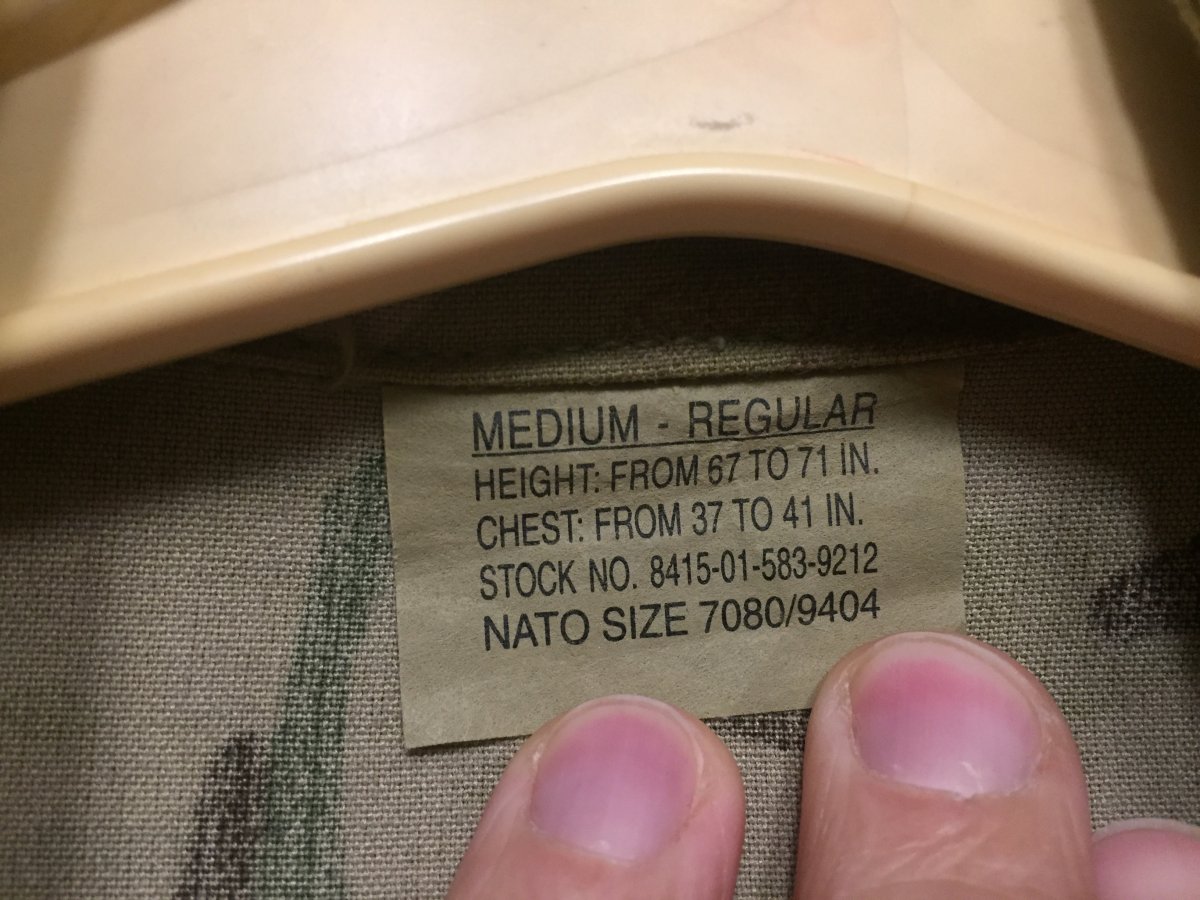 MEDIUM - REGULAR
HEIGHT: FROM 67 TO 71 IN.
CHEST: FROM 37 TO 41 IN.
STOCK NO. 8415-01-583-9212
NATO SIZE 7080/9404